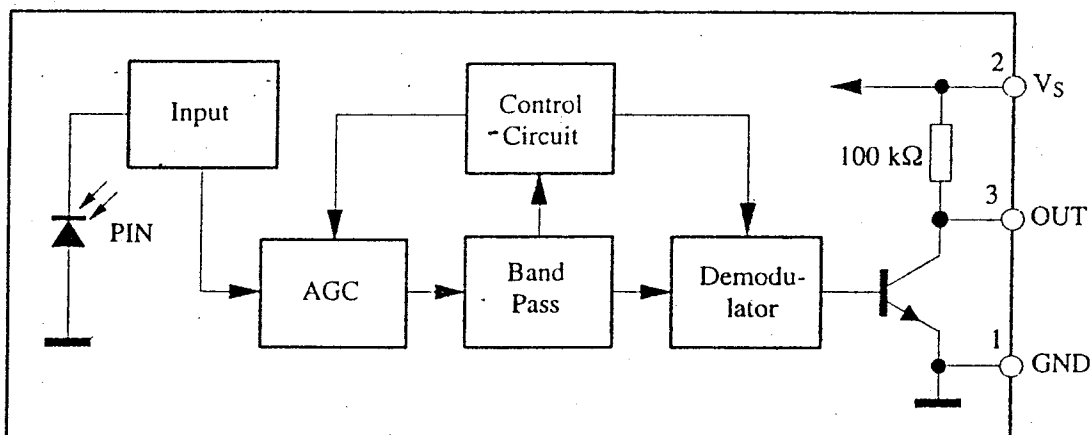 Input
Control
Circuit
2
VS
100 kΩ
3
OUT
PIN
AGC
Band
Pass
Demodu-
lator
1
GND